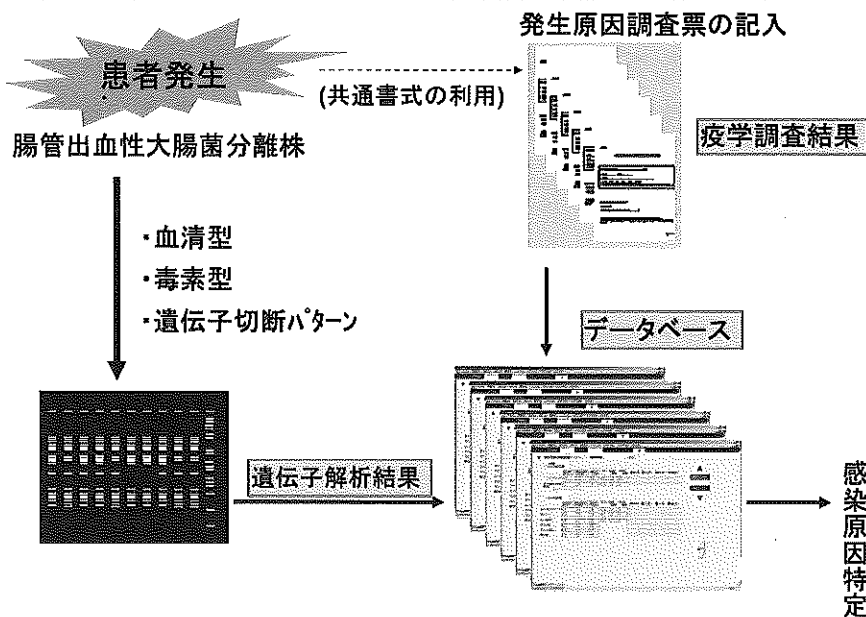 発生原因調査票の記入
患者発生
(共通書式の利用)
腸管出血性大腸菌分離株
疫学調査結果
・血清型
・毒素型
・遺伝子切断ﾊﾟﾀｰﾝ
データベース
遺伝子解析結果
感染原因特定